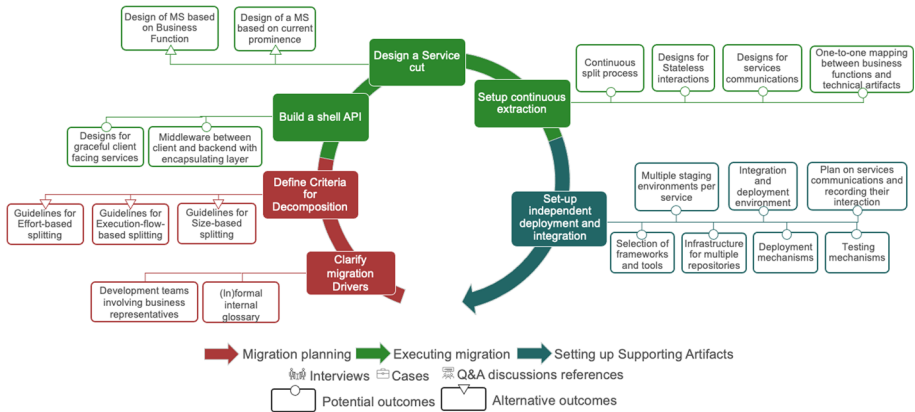 Design of MS based
on Business
Function
Design of a MS
based on current
prominence
Design a Service
cut
Continuous
split process
Designs for
Stateless
interactions
Designs for
services
communications
One-to-one mapping
between business
functions and
technical artifacts
Setup continuous
extraction
Build a shell API
Designs for
graceful client
facing services
Middleware between
client and backend with
encapsulating layer
Define Criteria
for
Decomposition
Guidelines for
Effort-based
splitting
Guidelines for
Execution-flow-
based splitting
Guidelines for
Size-based
splitting
Multiple staging
environments per
service
Integration
and
deployment
environment
Plan on services
communications and
recording their
interaction
Set-up
independent
deployment and
integration
Selection of
frameworks
and tools
Infrastructure
for multiple
repositories
Deployment
mechanisms
Testing
mechanisms
Clarify
migration
Drivers
Development teams
involving business
representatives
(In)formal
internal
glossary
Migration planning
Executing migration
Setting up Supporting Artifacts
Interviews
Cases
Q&A discussions references
Potential outcomes
Alternative outcomes